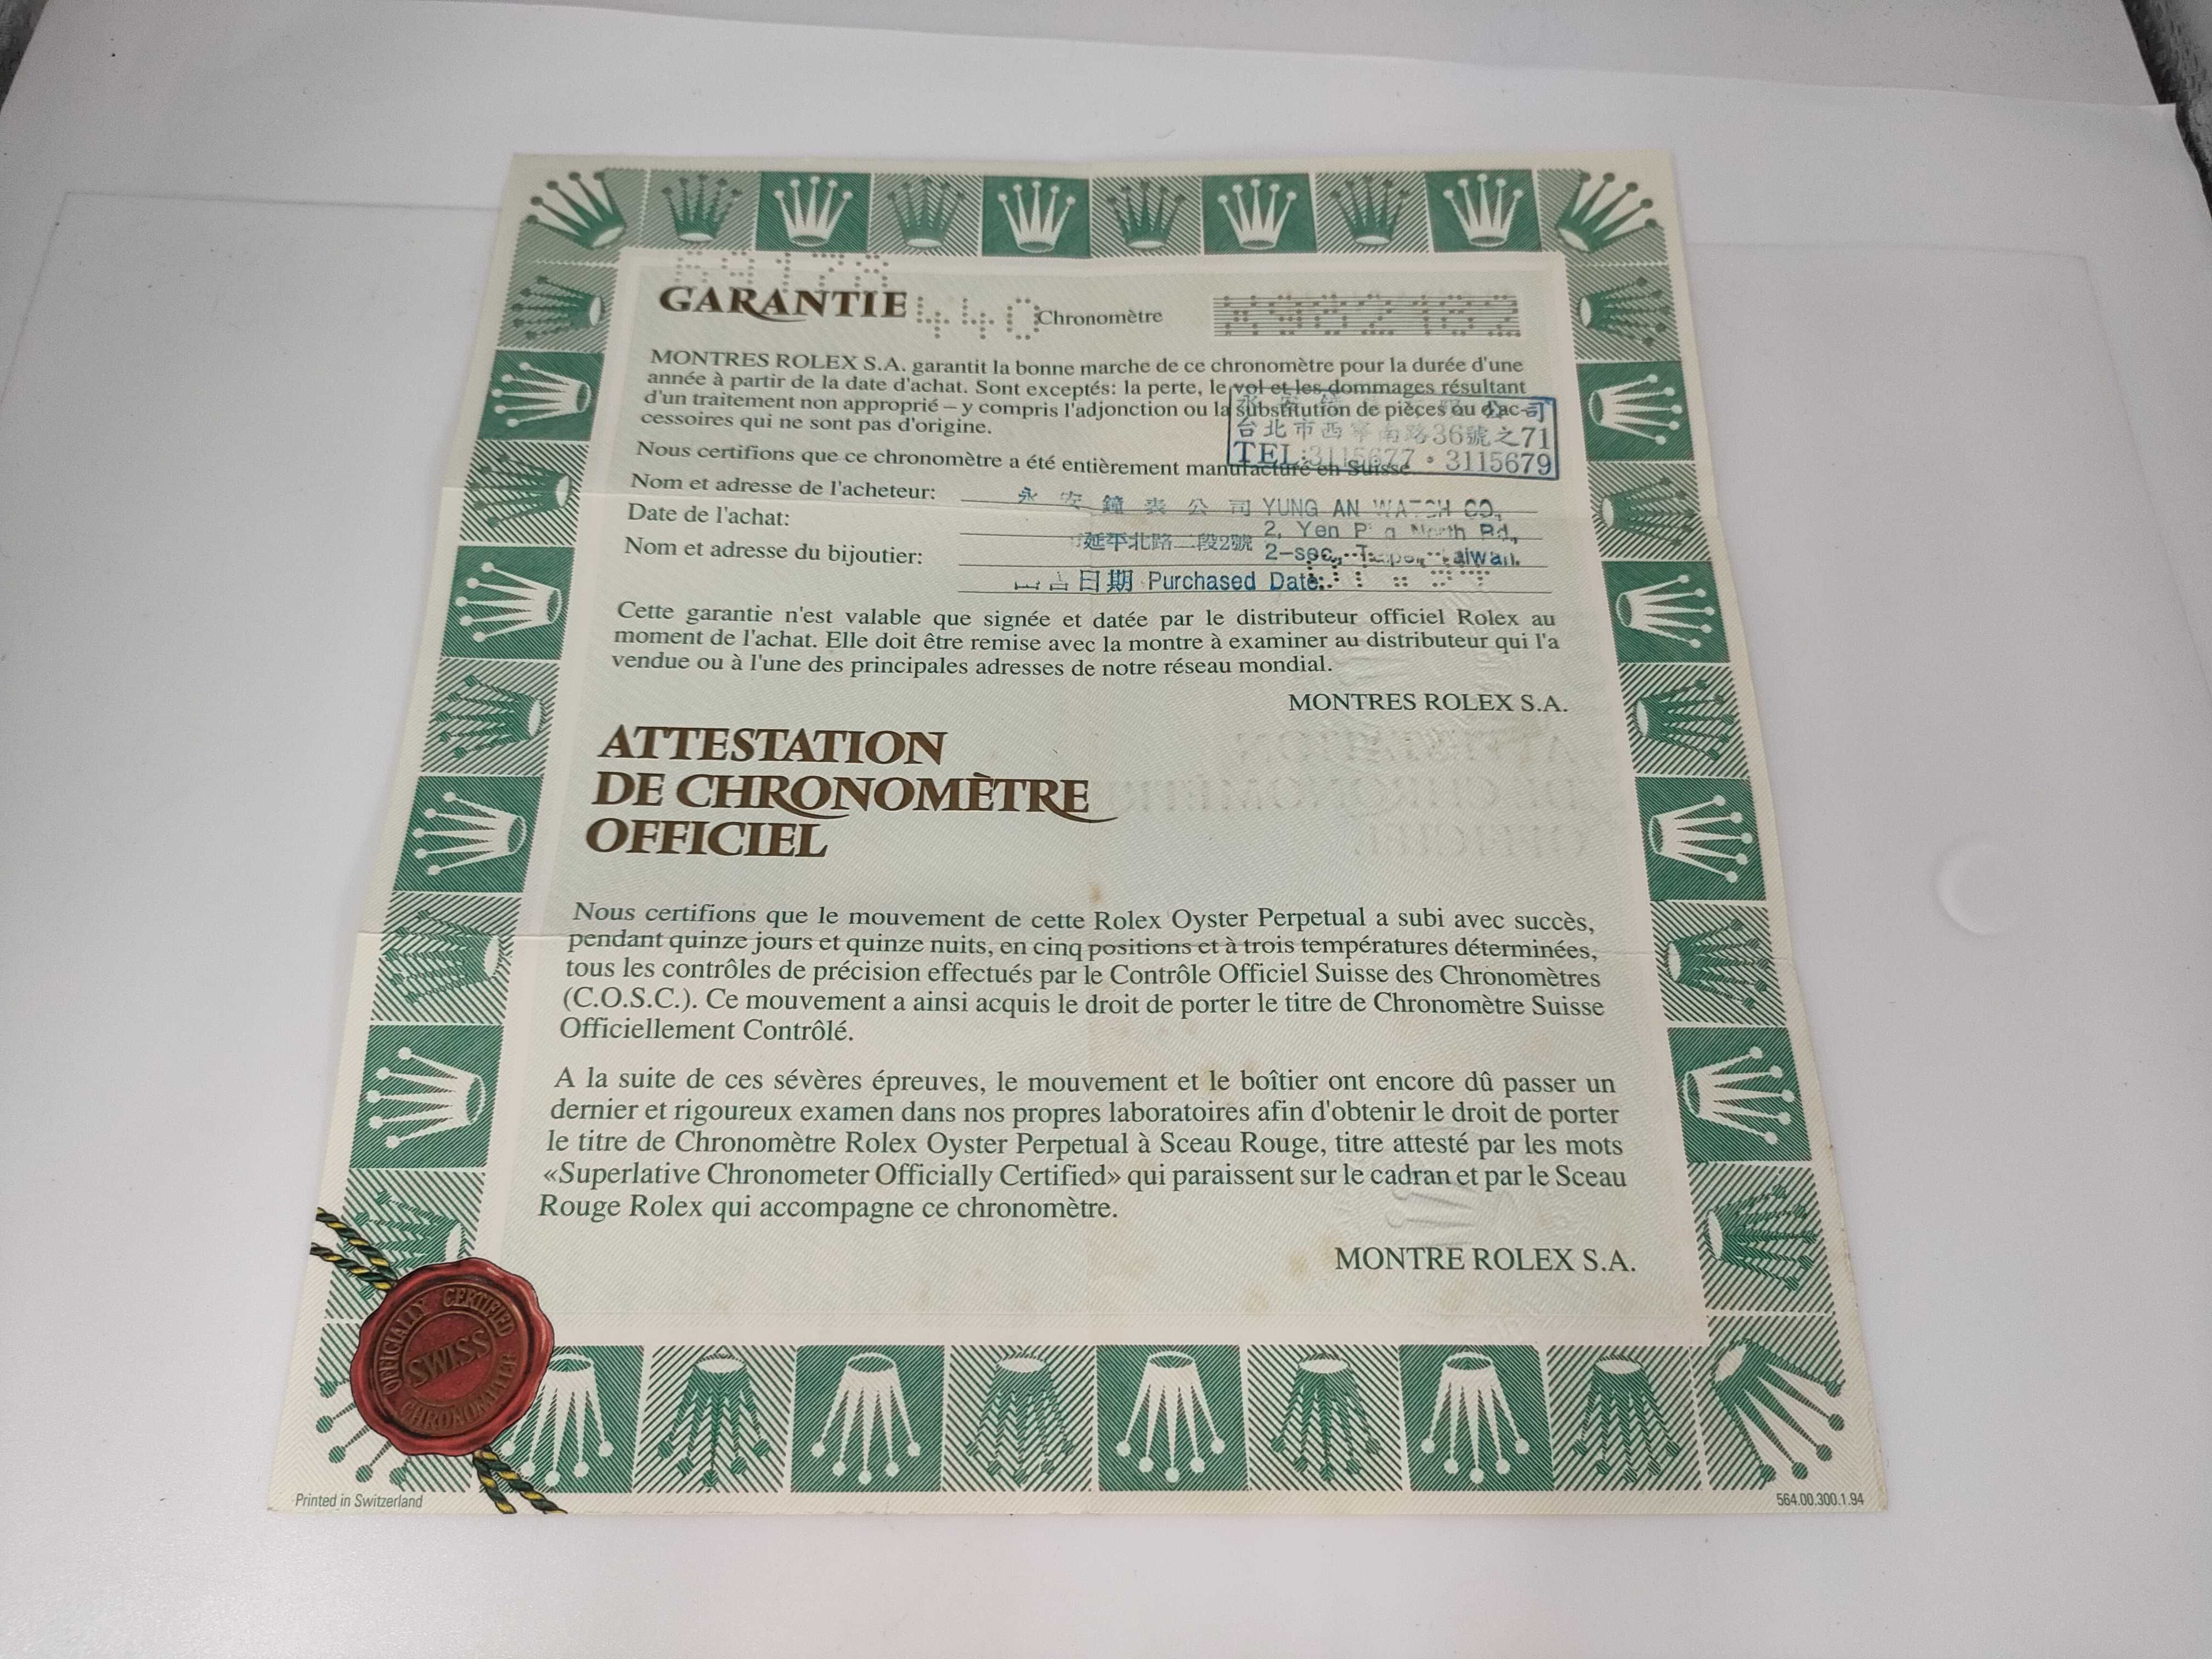 69178
GARANTIE 440 Chronomètre
MONTRES ROLEX S.A. garantit la bonne marche de ce chronomètre pour la durée d'une
année à partir de la date d'achat. Sont exceptés: la perte, le vol et les dommages résultant
d'un traitement non approprié – y compris l'adjonction ou la substitution de pièces ou d'ac-
cessoires qui ne sont pas d'origine.
司
台北市西寧南路36號之71
TEL:3115677・3115679
Nous certifions que ce chronomètre a été entièrement manufacturé en Suisse.
Nom et adresse de l'acheteur:
永安鐘表公司 YUNG AN WATCH CO,
Date de l'achat:
2, Yen Ping North Rd,
延平北路二段2號
Nom et adresse du bijoutier:
2-sec, Taipei, Taiwan.
日期 Purchased Date:
Cette garantie n'est valable que signée et datée par le distributeur officiel Rolex au
moment de l'achat. Elle doit être remise avec la montre à examiner au distributeur qui l'a
vendue ou à l'une des principales adresses de notre réseau mondial.
MONTRES ROLEX S.A.
ATTESTATION
DE CHRONOMÈTRE
OFFICIEL
Nous certifions que le mouvement de cette Rolex Oyster Perpetual a subi avec succès,
pendant quinze jours et quinze nuits, en cinq positions et à trois températures déterminées,
tous les contrôles de précision effectués par le Contrôle Officiel Suisse des Chronomètres
(C.O.S.C.). Ce mouvement a ainsi acquis le droit de porter le titre de Chronomètre Suisse
Officiellement Contrôlé.
A la suite de ces sévères épreuves, le mouvement et le boîtier ont encore dû passer un
dernier et rigoureux examen dans nos propres laboratoires afin d'obtenir le droit de porter
le titre de Chronomètre Rolex Oyster Perpetual à Sceau Rouge, titre attesté par les mots
«Superlative Chronometer Officially Certified» qui paraissent sur le cadran et par le Sceau
Rouge Rolex qui accompagne ce chronomètre.
MONTRE ROLEX S.A.
OFFICIALLY CERTIFIED
SWISS
CHRONOMETER
Printed in Switzerland
564.00.300.1.94